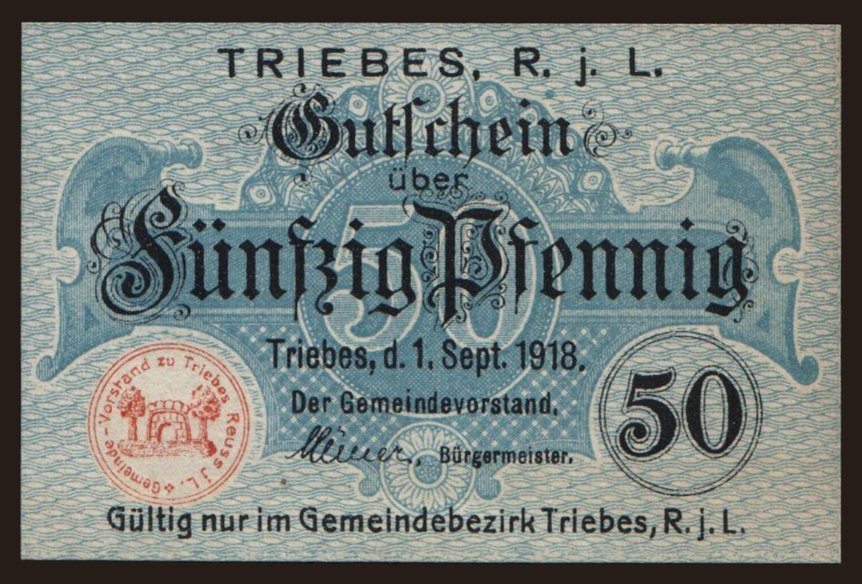 TRIEBES, R. j. L.
Gutschein
über
Fünfzig Pfennig
50
Triebes, d. 1. Sept. 1918.
Der Gemeindevorstand.
Bürgermeister.
50
Gemeinde-Vorstand zu Triebes Reuss j. L.
Gültig nur im Gemeindebezirk Triebes, R. j. L.